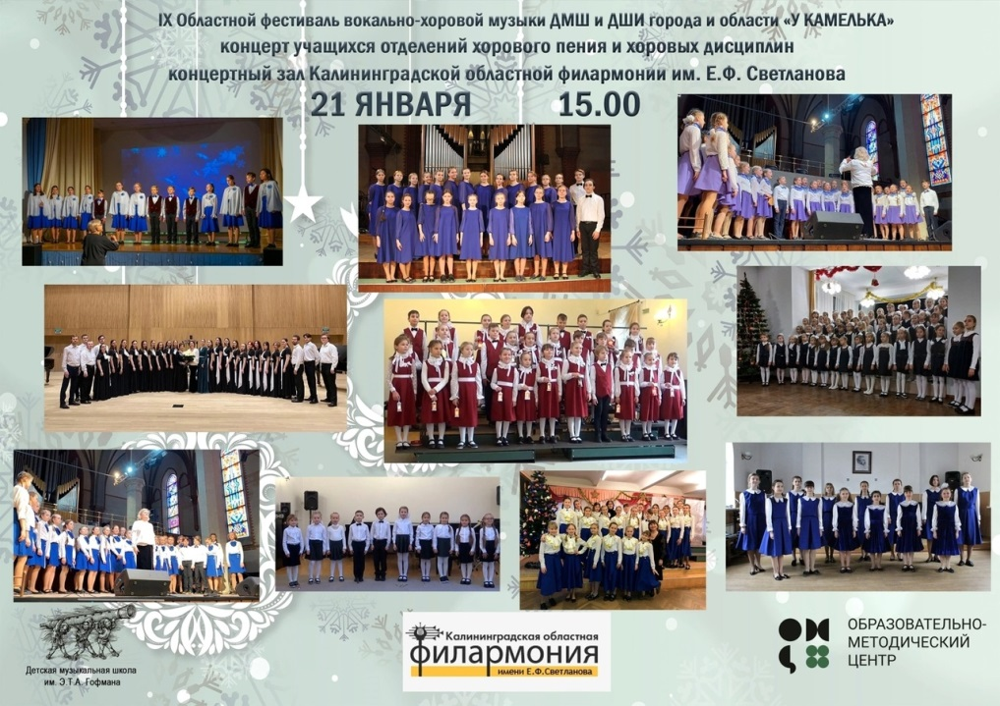 IX Областной фестиваль вокально-хоровой музыки ДМШ и ДШИ города и области «У КАМЕЛЬКА»
концерт учащихся отделений хорового пения и хоровых дисциплин
концертный зал Калининградской областной филармонии им. Е.Ф. Светланова
21 ЯНВАРЯ 15.00
Детская музыкальная школа
им. Э.Т.А. Гофмана
Калининградская областная
филармония
имени Е.Ф.Светланова
ОБРАЗОВАТЕЛЬНО-
МЕТОДИЧЕСКИЙ
ЦЕНТР